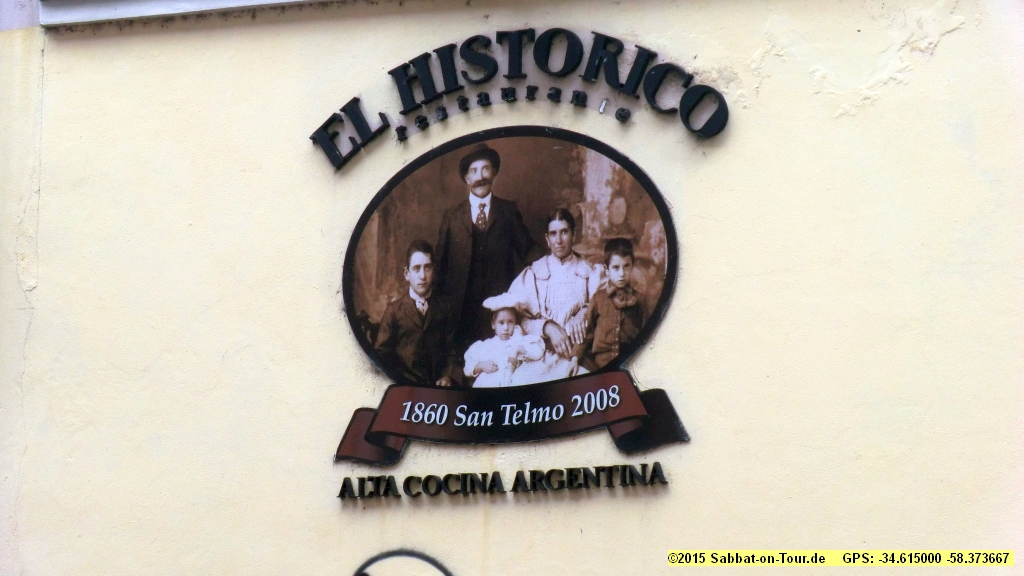 EL HISTORICO
restaurante
1860 San Telmo 2008
ALTA COCINA ARGENTINA
©2015 Sabbat-on-Tour.de GPS: -34.615000 -58.373667